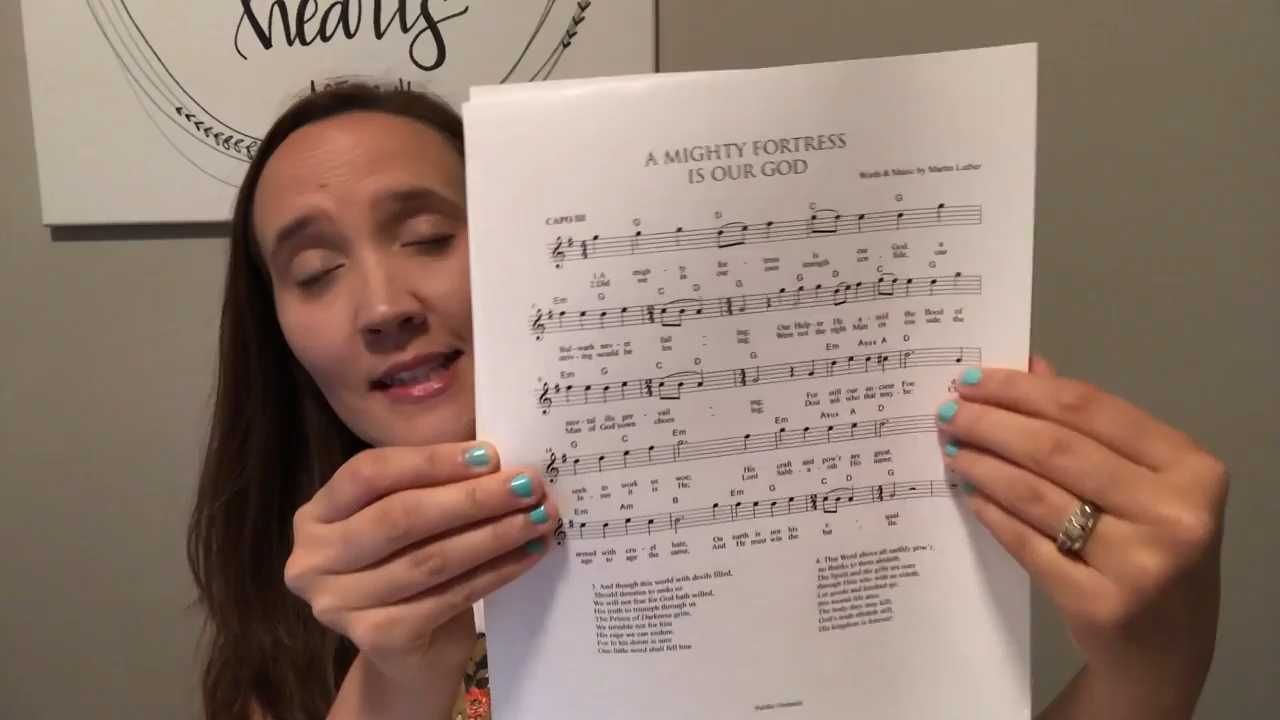 hearts
A MIGHTY FORTRESS
IS OUR GOD
Words & Music by Martin Luther
CAPO III
G D C G
1. A migh - ty for - tress is our God, a
2. Did we in our own strength con - fide, our
Em G C D G G D C G
Bul - wark nev - er fail - ing; Our Help - er He a - mid the flood of
striv - ing would be los - ing; Were not the right Man on our side, the
Em G C D G Em Asus A D
mor - tal ills pre - vail - ing; For still our an - cient Foe
Man of God's own choos - ing; Dost ask who that may - be?
G C Em Em Asus A D
seek to work us woe; His craft and pow'r are great,
Je - sus it is He; Lord Sabb - a - oth His name,
Em Am B Em G C D G
armed with cru - el hate, On earth is not his e - qual.
age to age the same, And He must win the bat - tle.
3. And though this world with devils filled,
Should threaten to undo us
We will not fear for God hath willed,
His truth to triumph through us
The Prince of Darkness grim,
We tremble not for him
His rage we can endure,
For lo his doom is sure
One little word shall fell him
4. That Word above all earthly pow'r,
no thanks to them abideth,
The Spirit and the gifts are ours
through Him who with us sideth,
Let goods and kindred go,
this mortal life also
The body they may kill,
God's truth abideth still,
His kingdom is forever!
Public Domain